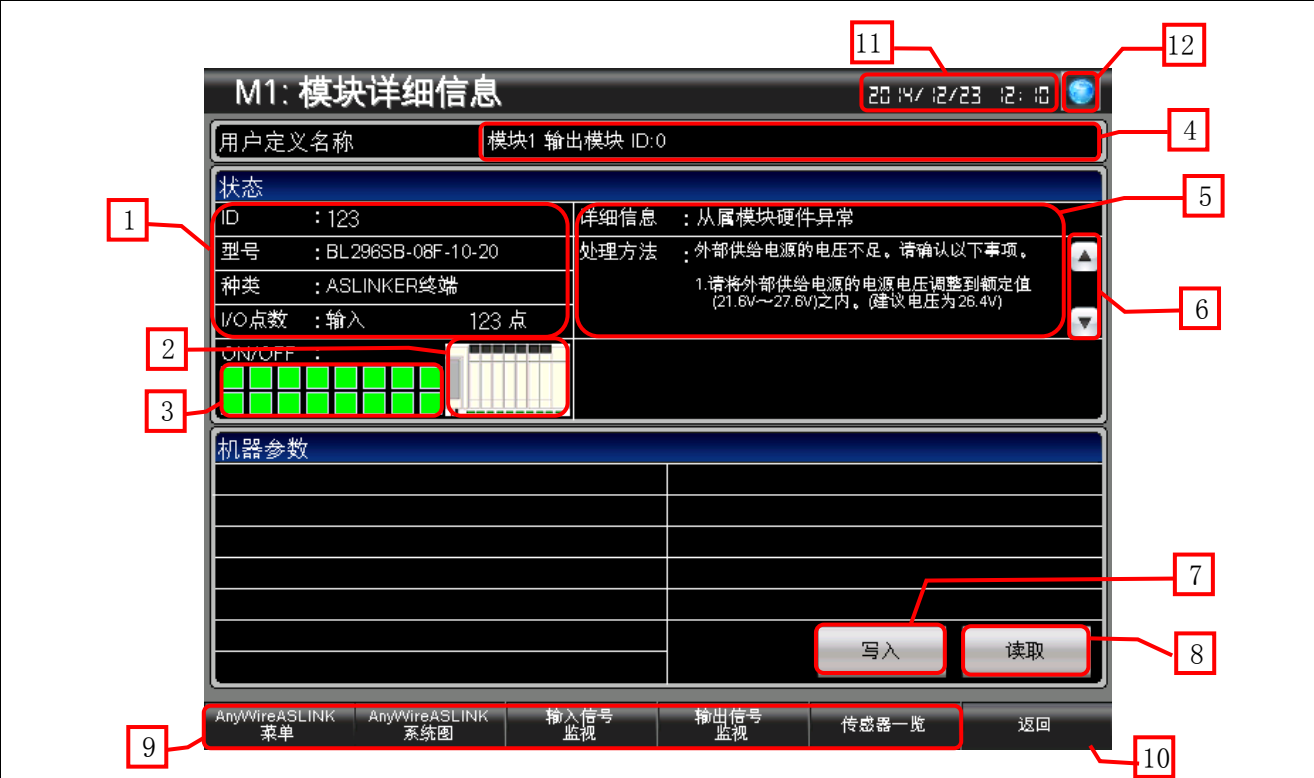 11
12
M1: 模块详细信息
2014/12/23 12:10
用户定义名称
模块1 输出模块 ID:0
4
状态
5
1
ID :123
详细信息 :从属模块硬件异常
型号 :BL296SB-08F-10-20
处理方法 :外部供给电源的电压不足。请确认以下事项。
种类 :ASLINKER终端
1.请将外部供给电源的电源电压调整到额定值
(21.6V～27.6V)之内。(建议电压为26.4V)
6
I/O点数 :输入 123 点
2
ON/OFF :
3
机器参数
7
写入
读取
8
AnyWireASLINK
菜单
AnyWireASLINK
系统图
输入信号
监视
输出信号
监视
传感器一览
返回
9
10